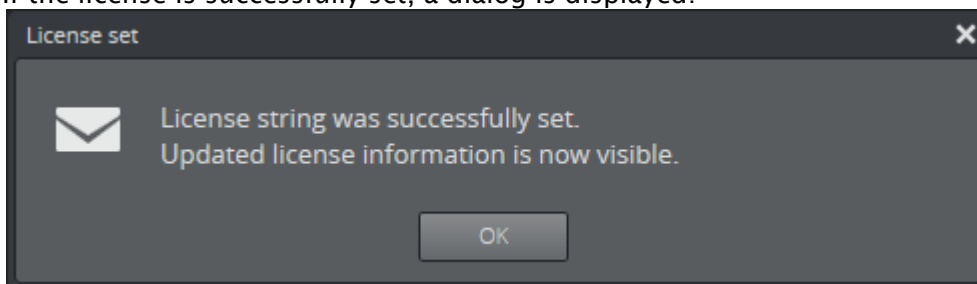 If the license is successfully set, a dialog is displayed:
License set
License string was successfully set.
Updated license information is now visible.
OK